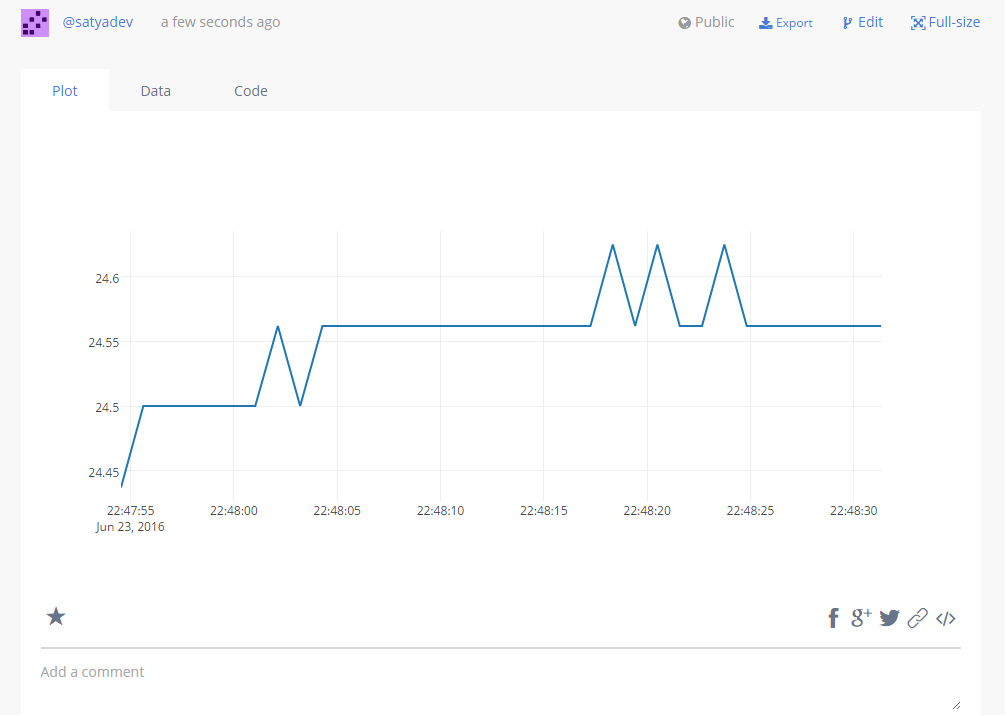 @satyadev a few seconds ago Public Export Edit Full-size
Plot Data Code
24.6
24.55
24.5
24.45
22:47:55 22:48:00 22:48:05 22:48:10 22:48:15 22:48:20 22:48:25 22:48:30
Jun 23, 2016
Add a comment